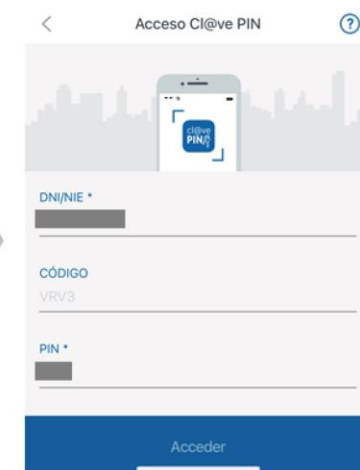 Acceso Cl@ve PIN
?
cl@ve
PIN
DNI/NIE *
CÓDIGO
VRV3
PIN *
Acceder